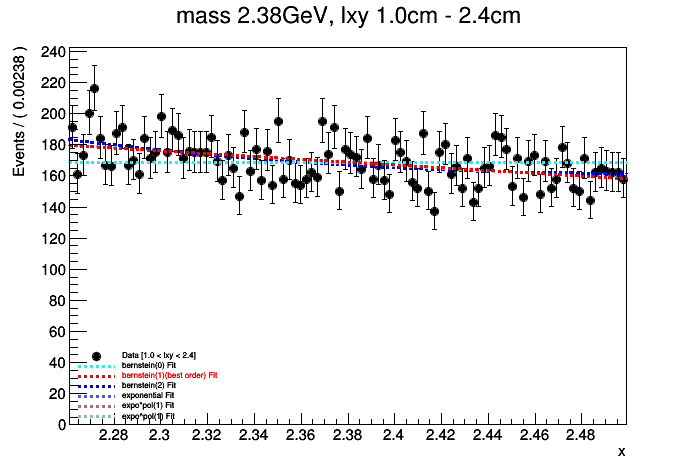 mass 2.38GeV, lxy 1.0cm - 2.4cm
Events / ( 0.00238 )
240
220
200
180
160
140
120
100
80
60
40
20
0
Data [1.0 < lxy < 2.4]
bernstein(0) Fit
bernstein(1)(best order) Fit
bernstein(2) Fit
exponential Fit
expo*pol(1) Fit
expo^pol(1) Fit
2.28 2.3 2.32 2.34 2.36 2.38 2.4 2.42 2.44 2.46 2.48
x